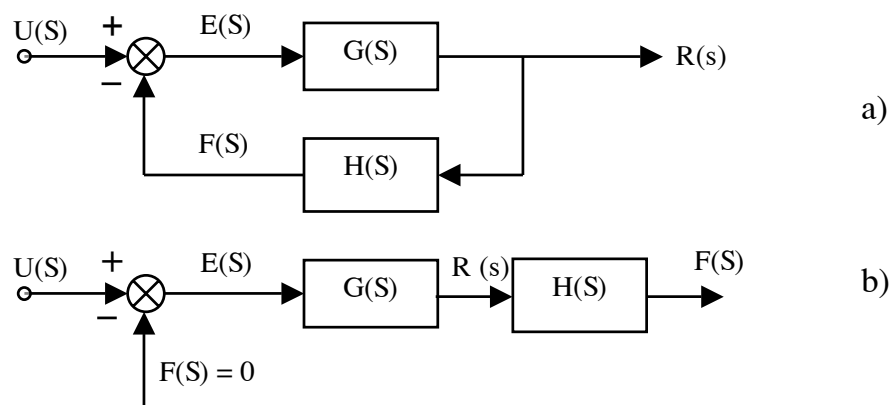 U(S) + E(S) G(S) R(s)
−
a)
F(S) H(S)
U(S) + E(S) G(S) R (s) H(S) F(S)
−
b)
F(S) = 0